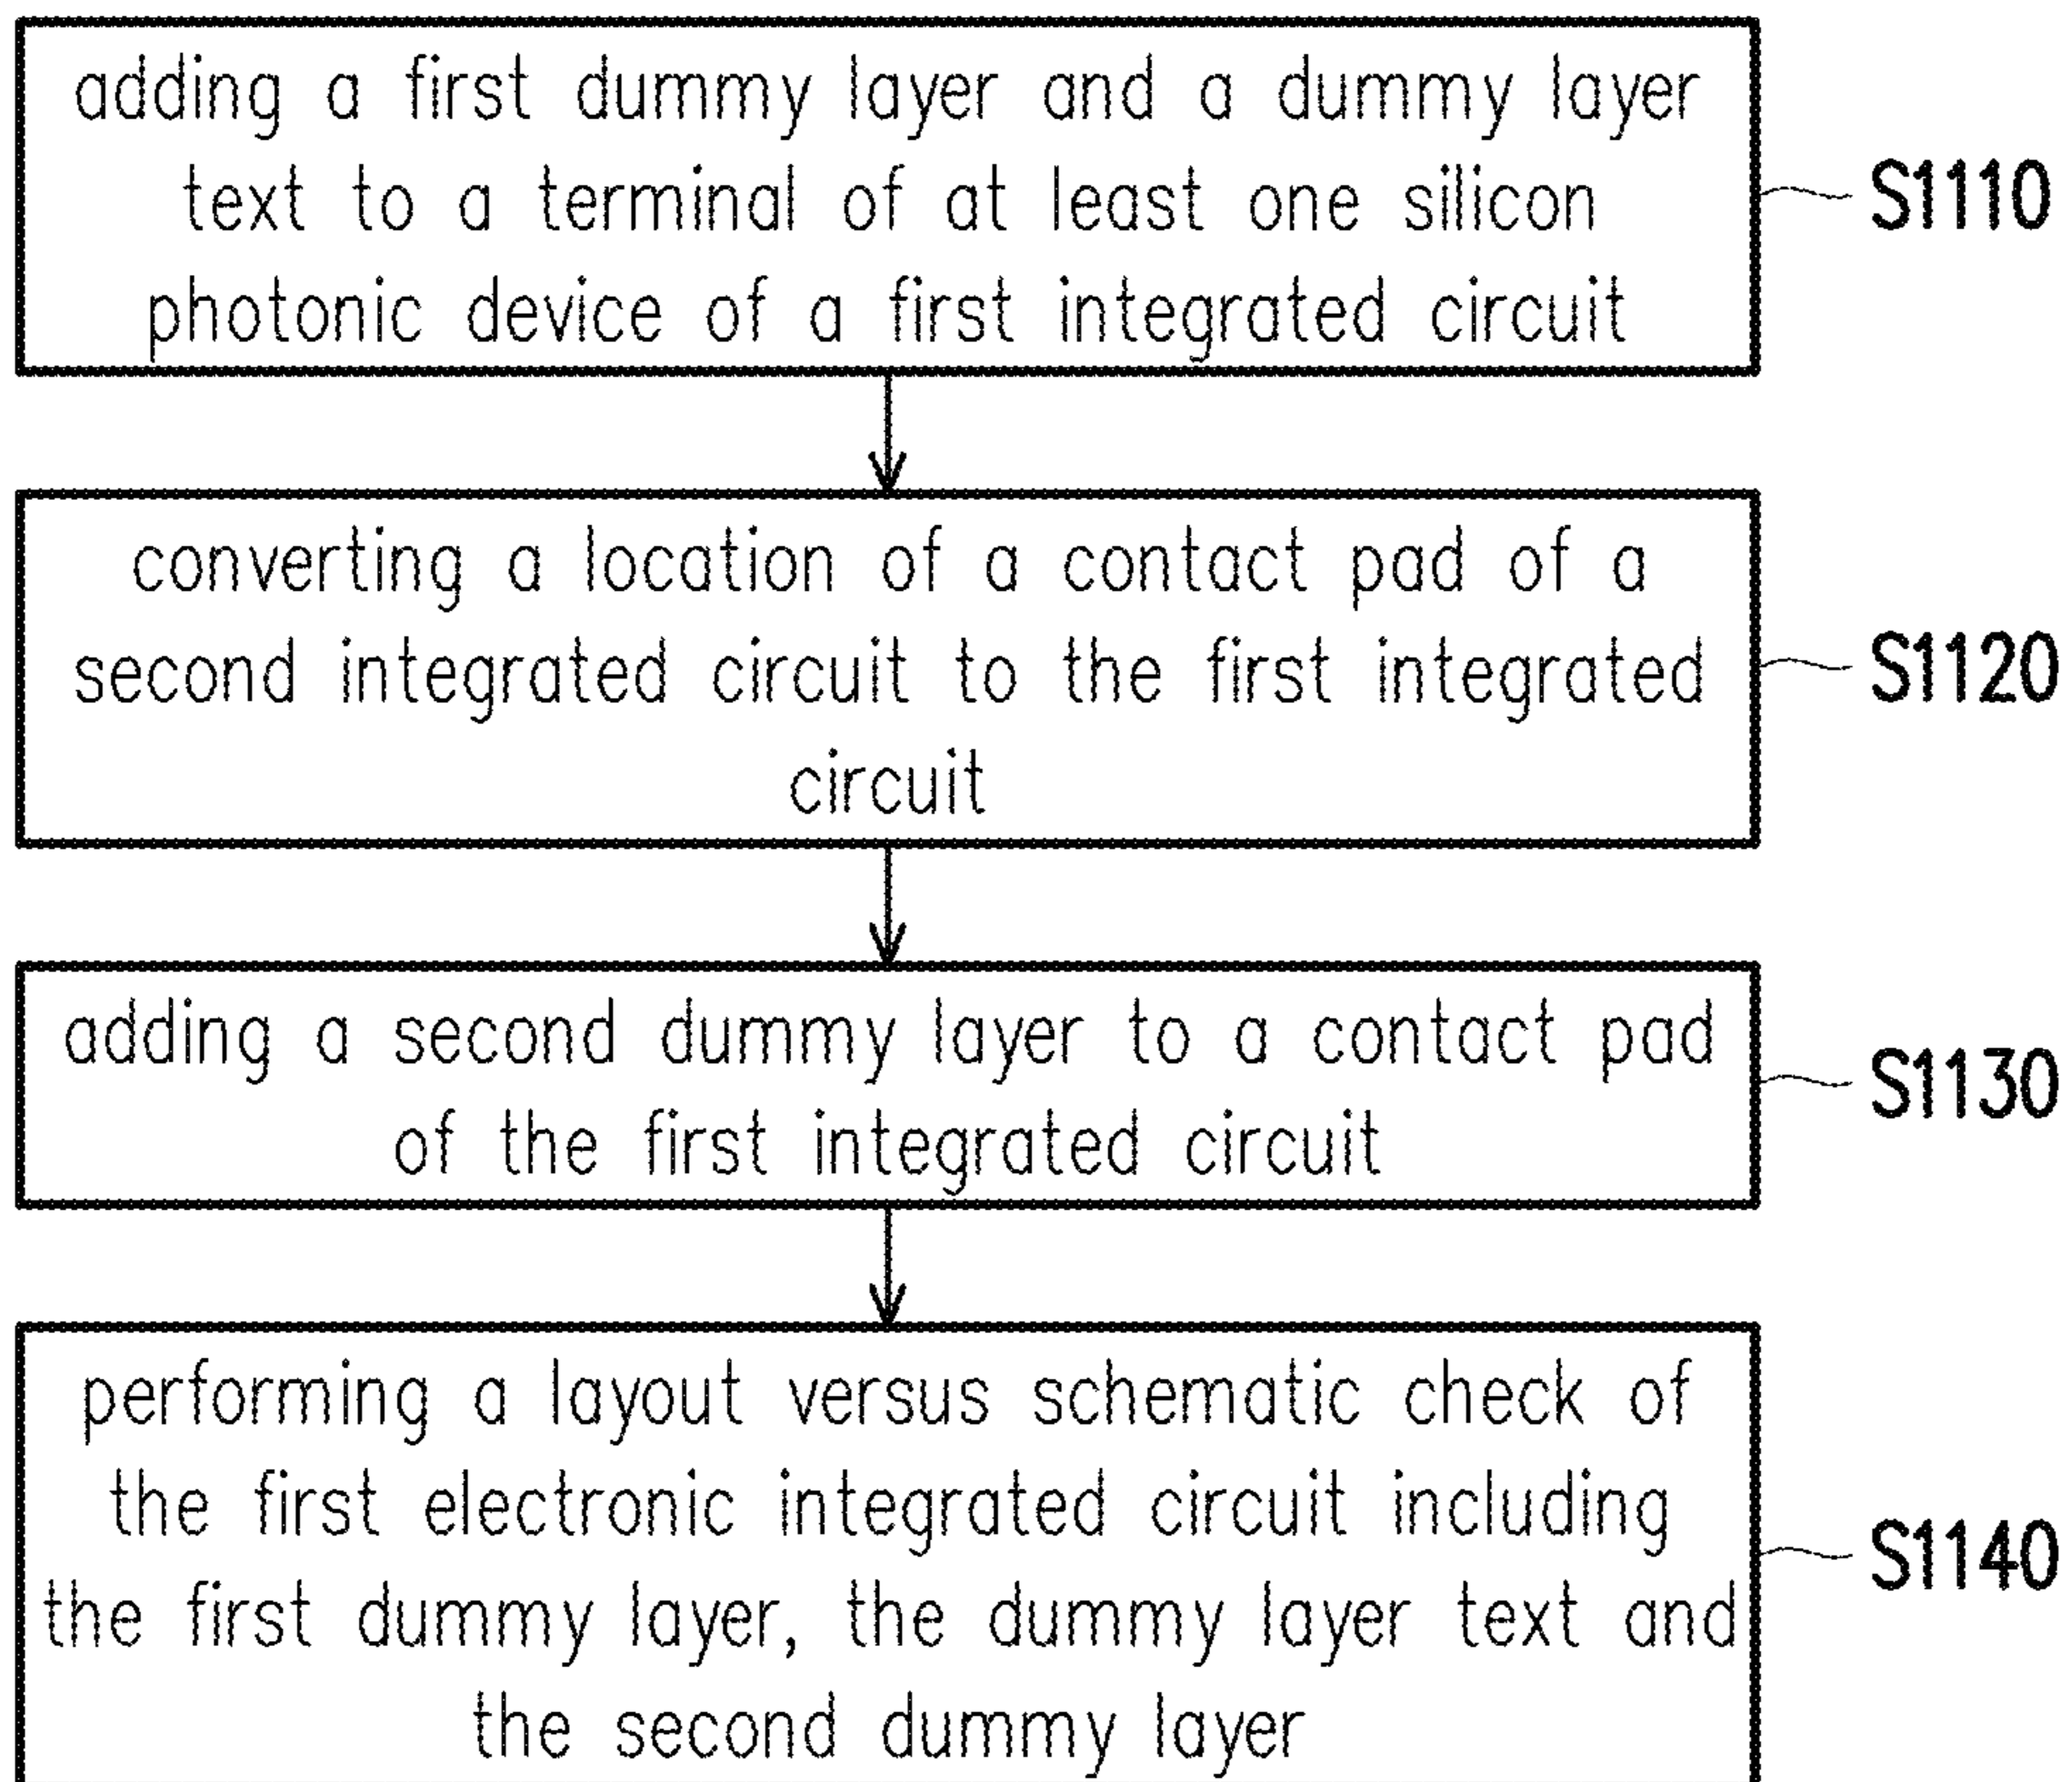 adding a first dummy layer and a dummy layer
text to a terminal of at least one silicon
photonic device of a first integrated circuit
S1110
converting a location of a contact pad of a
second integrated circuit to the first integrated
circuit
S1120
adding a second dummy layer to a contact pad
of the first integrated circuit
S1130
performing a layout versus schematic check of
the first electronic integrated circuit including
the first dummy layer, the dummy layer text and
the second dummy layer
S1140